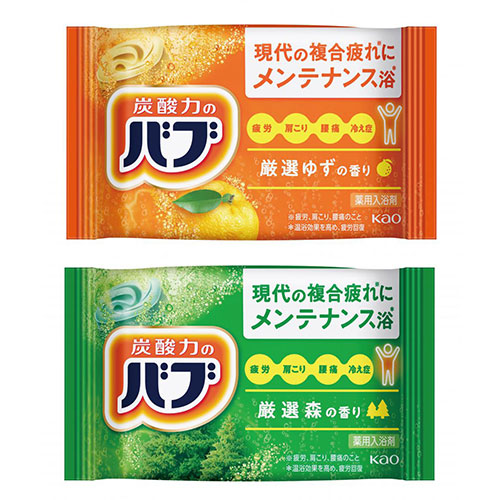 現代の複合疲れ※に
メンテナンス浴*
炭酸力の
バブ
疲労 肩こり 腰痛 冷え症
厳選ゆずの香り
薬用入浴剤
※疲労、肩こり、腰痛のこと
*温浴効果を高め、疲労回復
Kao
現代の複合疲れ※に
メンテナンス浴*
炭酸力の
バブ
疲労 肩こり 腰痛 冷え症
厳選森の香り
薬用入浴剤
※疲労、肩こり、腰痛のこと
*温浴効果を高め、疲労回復
Kao